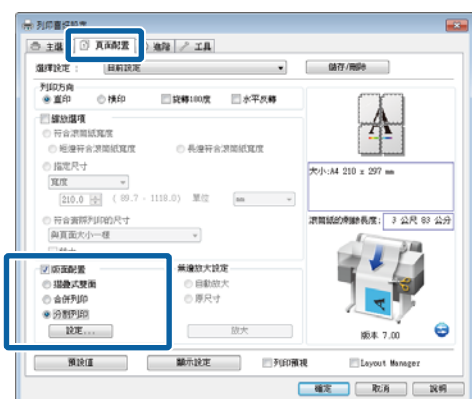 列印喜好設定
主選
頁面配置
進階
工具
選擇設定 :
目前設定
儲存/刪除
列印方向
直印
橫印
旋轉180度
水平反轉
縮放選項
符合滾筒紙寬度
短邊符合滾筒紙寬度
長邊符合滾筒紙寬度
指定尺寸
寬度
210.0
( 89.7 - 1118.0)
單位
mm
符合實際列印的尺寸
與頁面大小一樣
大小:A4 210 x 297 mm
滾筒紙的剩餘長度:
3 公尺 83 公分
版面配置
摺疊式雙面
合併列印
分割列印
設定...
無邊放大設定
自動放大
原尺寸
放大
版本 7.00
預設值
顯示設定
列印預視
Layout Manager
確定
取消
說明